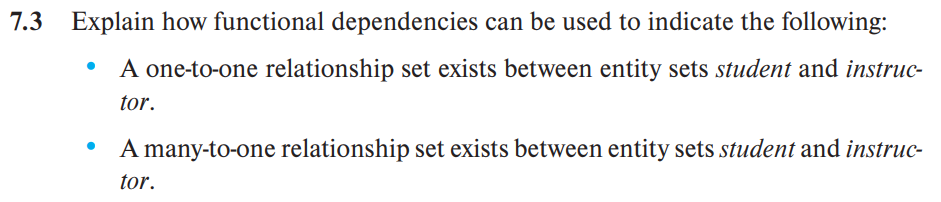 7.3 Explain how functional dependencies can be used to indicate the following:
• A one-to-one relationship set exists between entity sets student and instruc-
tor.
• A many-to-one relationship set exists between entity sets student and instruc-
tor.